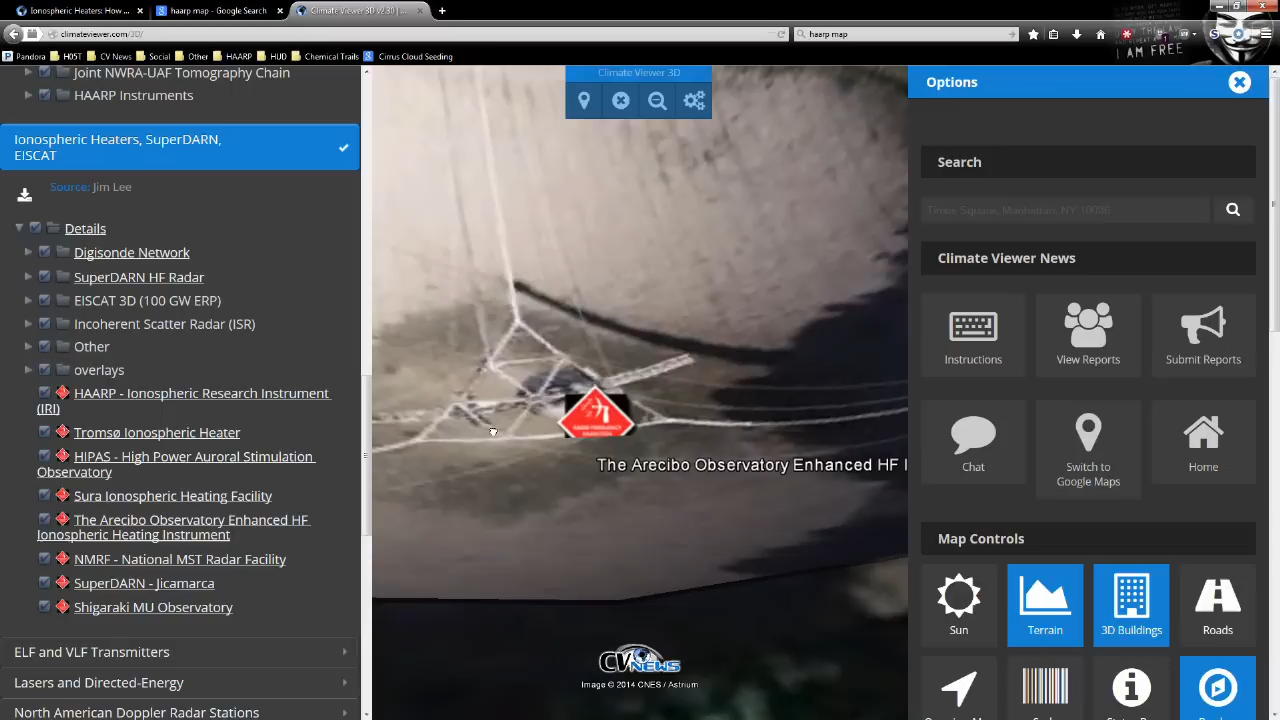 Ionospheric Heaters: How ...
haarp map - Google Search
Climate Viewer 3D v2.30 | ...
climateviewer.com/3D/
haarp map
I AM FREE
Pandora
H05T
CV News
Social
Other
HAARP
HUD
Chemical Trails
Cirrus Cloud Seeding
Joint NWRA-UAF Tomography Chain
HAARP Instruments
Ionospheric Heaters, SuperDARN,
EISCAT
Source: Jim Lee
Details
Digisonde Network
SuperDARN HF Radar
EISCAT 3D (100 GW ERP)
Incoherent Scatter Radar (ISR)
Other
overlays
HAARP - Ionospheric Research Instrument
(IRI)
Tromsø Ionospheric Heater
HIPAS - High Power Auroral Stimulation
Observatory
Sura Ionospheric Heating Facility
The Arecibo Observatory Enhanced HF
Ionospheric Heating Instrument
NMRF - National MST Radar Facility
SuperDARN - Jicamarca
Shigaraki MU Observatory
ELF and VLF Transmitters
Lasers and Directed-Energy
North American Doppler Radar Stations
Climate Viewer 3D
The Arecibo Observatory Enhanced HF
CV NEWS
Image © 2014 CNES / Astrium
Options
Search
Times Square, Manhattan, NY 10036
Climate Viewer News
Instructions
View Reports
Submit Reports
Chat
Switch to
Google Maps
Home
Map Controls
Sun
Terrain
3D Buildings
Roads